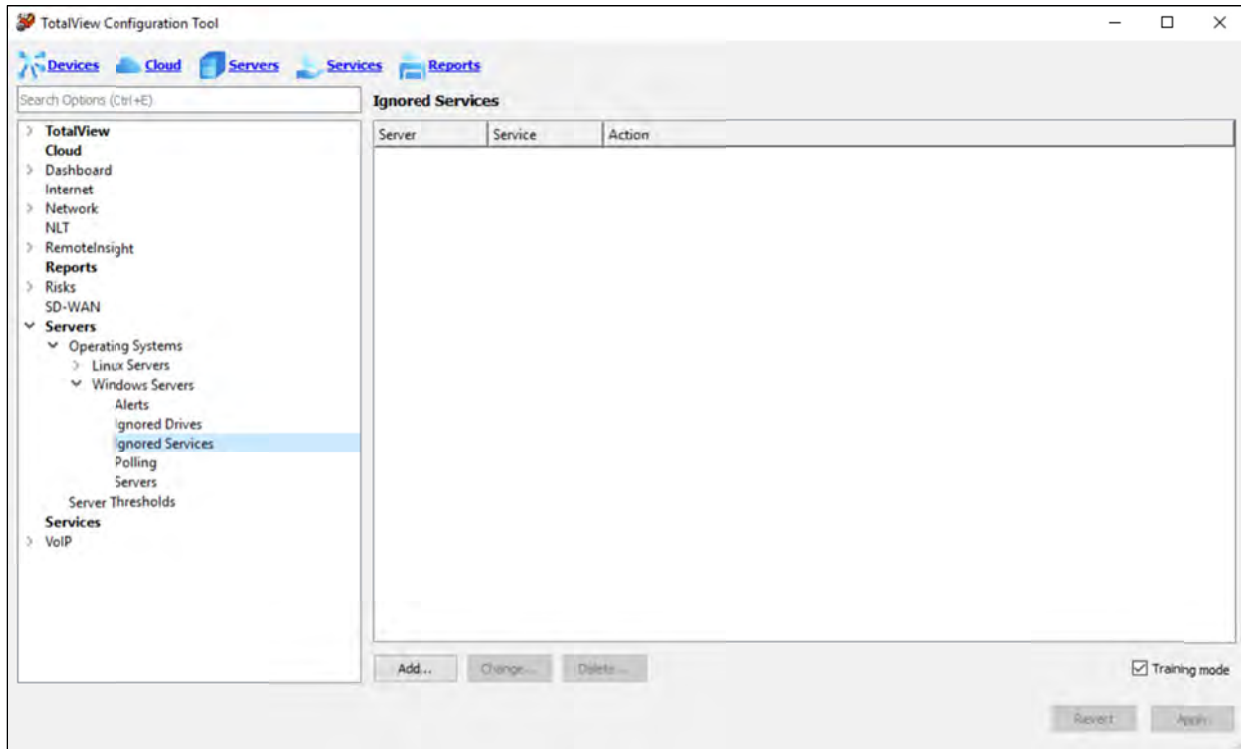 TotalView Configuration Tool
Devices Cloud Servers Services Reports
Search Options (Ctrl+E)
Ignored Services
Server Service Action
TotalView
Cloud
Dashboard
Internet
Network
NLT
RemoteInsight
Reports
Risks
SD-WAN
Servers
Operating Systems
Linux Servers
Windows Servers
Alerts
Ignored Drives
Ignored Services
Polling
Servers
Server Thresholds
Services
VoIP
Add... Change... Delete...
Training mode
Revert Apply